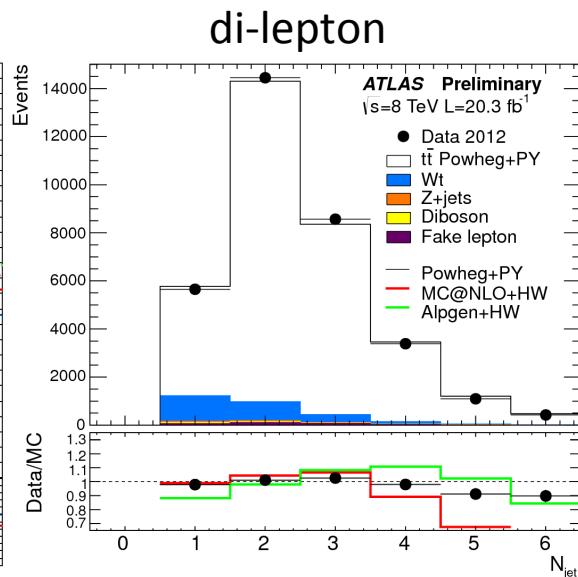 di-lepton
Events
14000
12000
10000
8000
6000
4000
2000
0
ATLAS Preliminary
√s=8 TeV L=20.3 fb⁻¹
Data 2012
tt̄ Powheg+PY
Wt
Z+jets
Diboson
Fake lepton
Powheg+PY
MC@NLO+HW
Alpgen+HW
Data/MC
1.3
1.2
1.1
1
0.9
0.8
0.7
0 1 2 3 4 5 6
N_jet